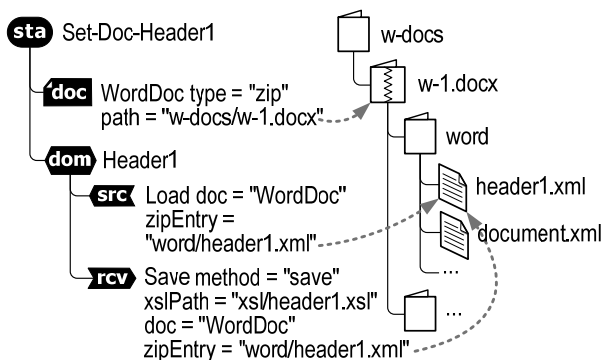 sta Set-Doc-Header1
doc WordDoc type = "zip"
path = "w-docs/w-1.docx"
dom Header1
src Load doc = "WordDoc"
zipEntry =
"word/header1.xml"
rcv Save method = "save"
xslPath = "xsl/header1.xsl"
doc = "WordDoc"
zipEntry = "word/header1.xml"
w-docs
w-1.docx
word
header1.xml
document.xml
...
...